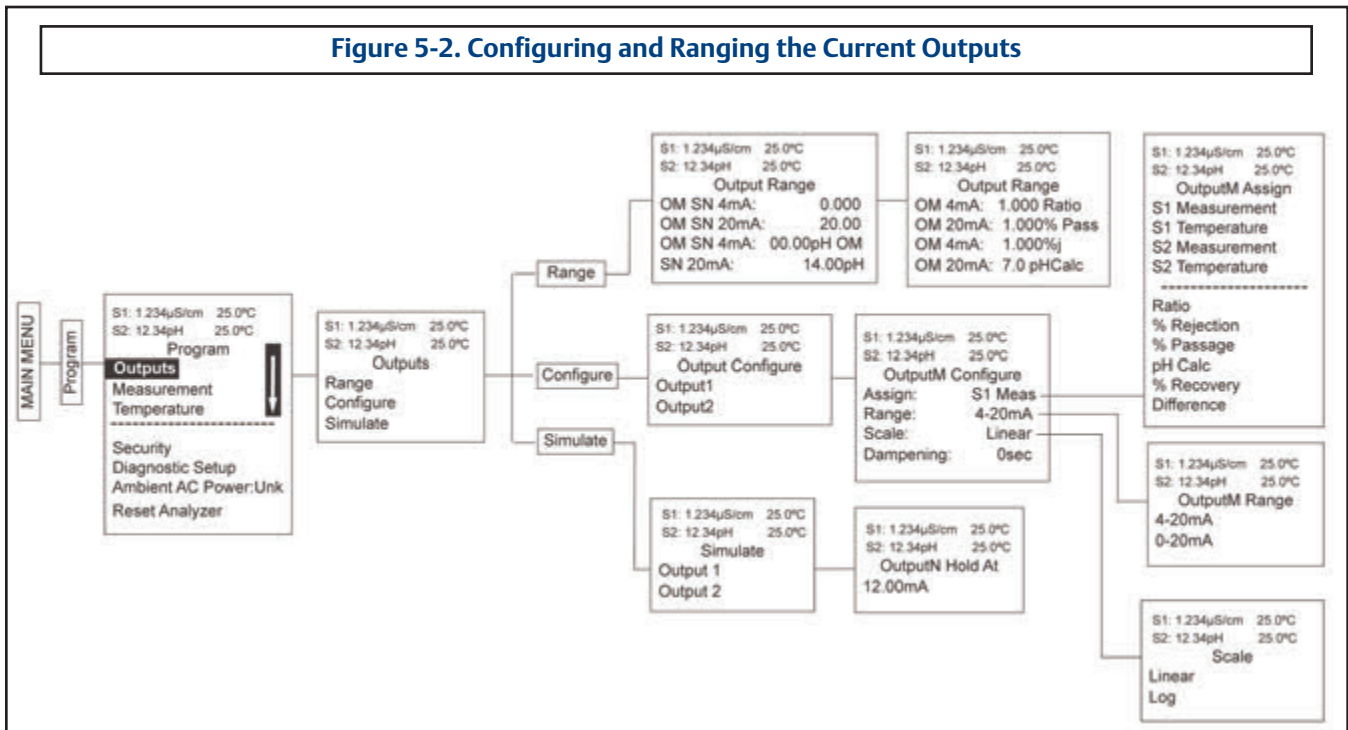 Figure 5-2. Configuring and Ranging the Current Outputs
MAIN MENU
Program
S1: 1.234µS/cm 25.0ºC
S2: 12.34pH 25.0ºC
Program
Outputs
Measurement
Temperature
Security
Diagnostic Setup
Ambient AC Power:Unk
Reset Analyzer
S1: 1.234µS/cm 25.0ºC
S2: 12.34pH 25.0ºC
Outputs
Range
Configure
Simulate
Range
S1: 1.234µS/cm 25.0ºC
S2: 12.34pH 25.0ºC
Output Range
OM SN 4mA: 0.000
OM SN 20mA: 20.00
OM SN 4mA: 00.00pH OM
SN 20mA: 14.00pH
S1: 1.234µS/cm 25.0ºC
S2: 12.34pH 25.0ºC
Output Range
OM 4mA: 1.000 Ratio
OM 20mA: 1.000% Pass
OM 4mA: 1.000%j
OM 20mA: 7.0 pHCalc
Configure
S1: 1.234µS/cm 25.0ºC
S2: 12.34pH 25.0ºC
Output Configure
Output1
Output2
S1: 1.234µS/cm 25.0ºC
S2: 12.34pH 25.0ºC
OutputM Configure
Assign: S1 Meas
Range: 4-20mA
Scale: Linear
Dampening: 0sec
S1: 1.234µS/cm 25.0ºC
S2: 12.34pH 25.0ºC
OutputM Assign
S1 Measurement
S1 Temperature
S2 Measurement
S2 Temperature
Ratio
% Rejection
% Passage
pH Calc
% Recovery
Difference
S1: 1.234µS/cm 25.0ºC
S2: 12.34pH 25.0ºC
OutputM Range
4-20mA
0-20mA
S1: 1.234µS/cm 25.0ºC
S2: 12.34pH 25.0ºC
Scale
Linear
Log
Simulate
S1: 1.234µS/cm 25.0ºC
S2: 12.34pH 25.0ºC
Simulate
Output 1
Output 2
S1: 1.234µS/cm 25.0ºC
S2: 12.34pH 25.0ºC
OutputN Hold At
12.00mA